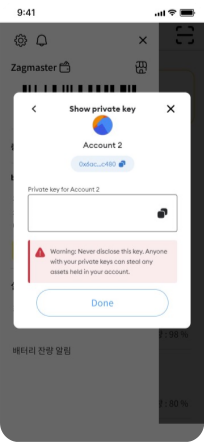 9:41
Zagmaster
Show private key
Account 2
0x6ac...c480
Private key for Account 2
Warning: Never disclose this key. Anyone
with your private keys can steal any
assets held in your account.
Done
98 %
배터리 잔량 알림
80 %